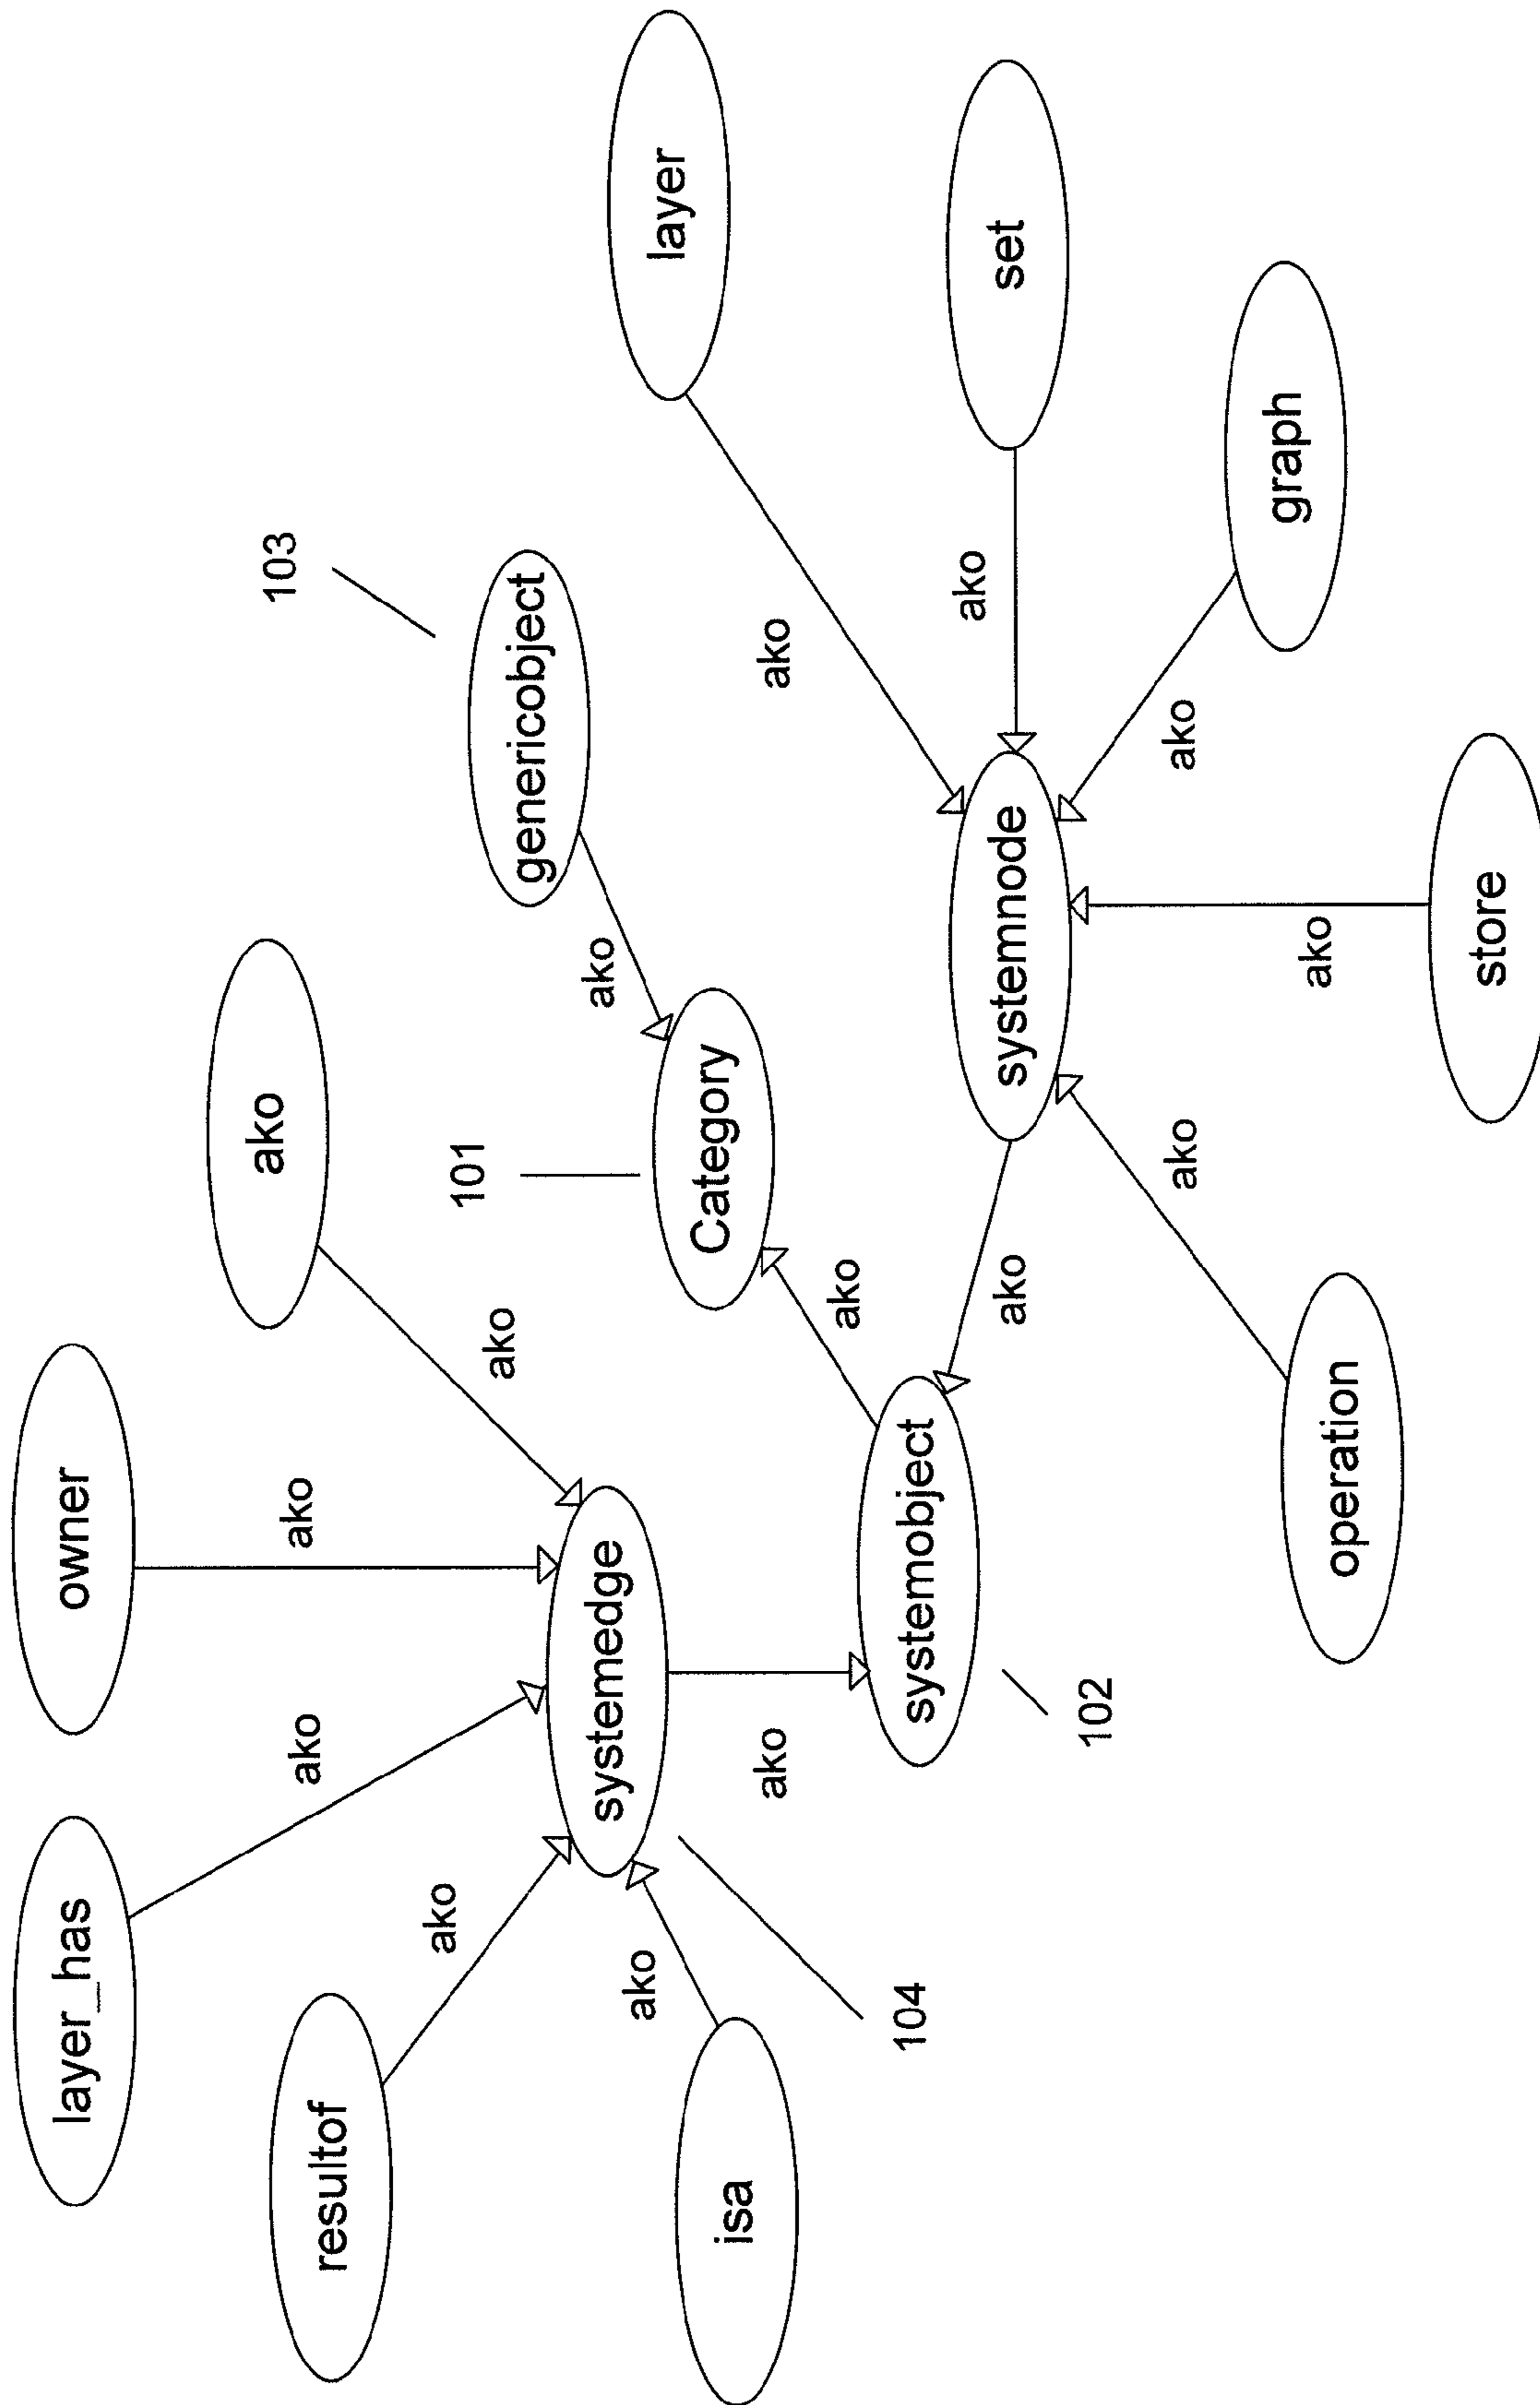 layer_has
owner
ako
103
ako
ako
resultof
ako
101
ako
genericobject
ako
systemedge
ako
layer
Category
isa
ako
ako
ako
104
systemobject
ako
systemnode
set
ako
102
ako
ako
graph
ako
operation
store